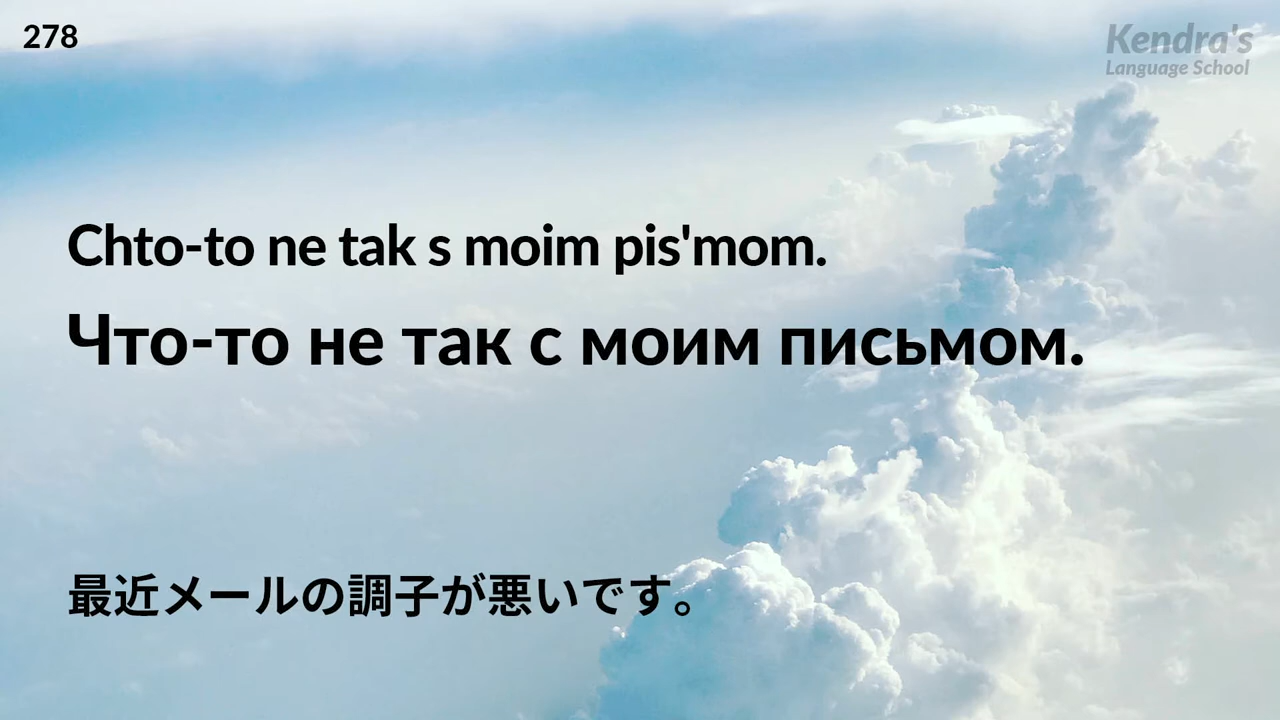 278
Kendra's
Language School
Chto-to ne tak s moim pis'mom.
Что-то не так с моим письмом.
最近メールの調子が悪いです。